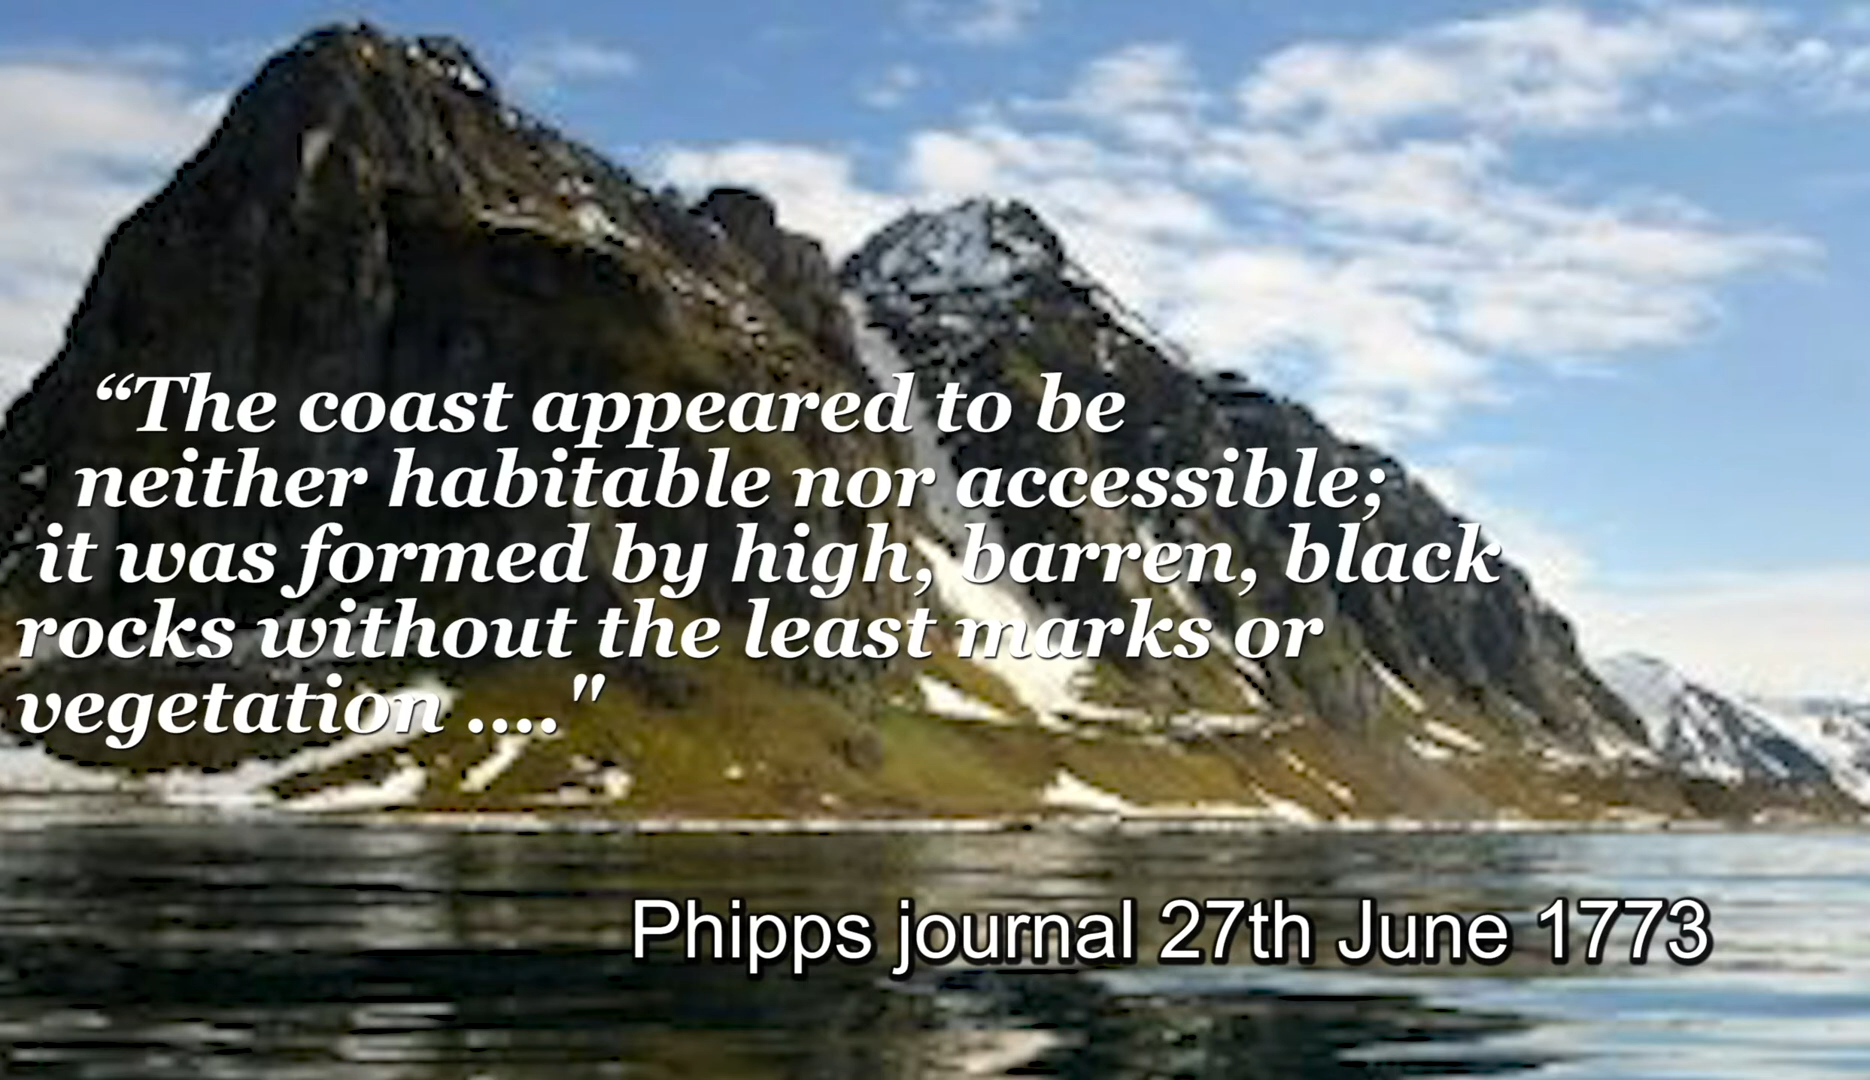 “The coast appeared to be
neither habitable nor accessible;
it was formed by high, barren, black
rocks without the least marks or
vegetation ...."
Phipps journal 27th June 1773